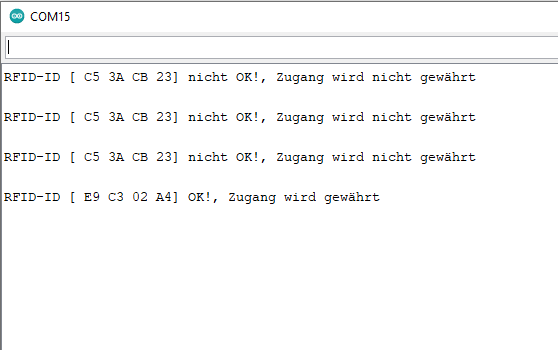 COM15
RFID-ID [ C5 3A CB 23] nicht OK!, Zugang wird nicht gewährt
RFID-ID [ C5 3A CB 23] nicht OK!, Zugang wird nicht gewährt
RFID-ID [ C5 3A CB 23] nicht OK!, Zugang wird nicht gewährt
RFID-ID [ E9 C3 02 A4] OK!, Zugang wird gewährt